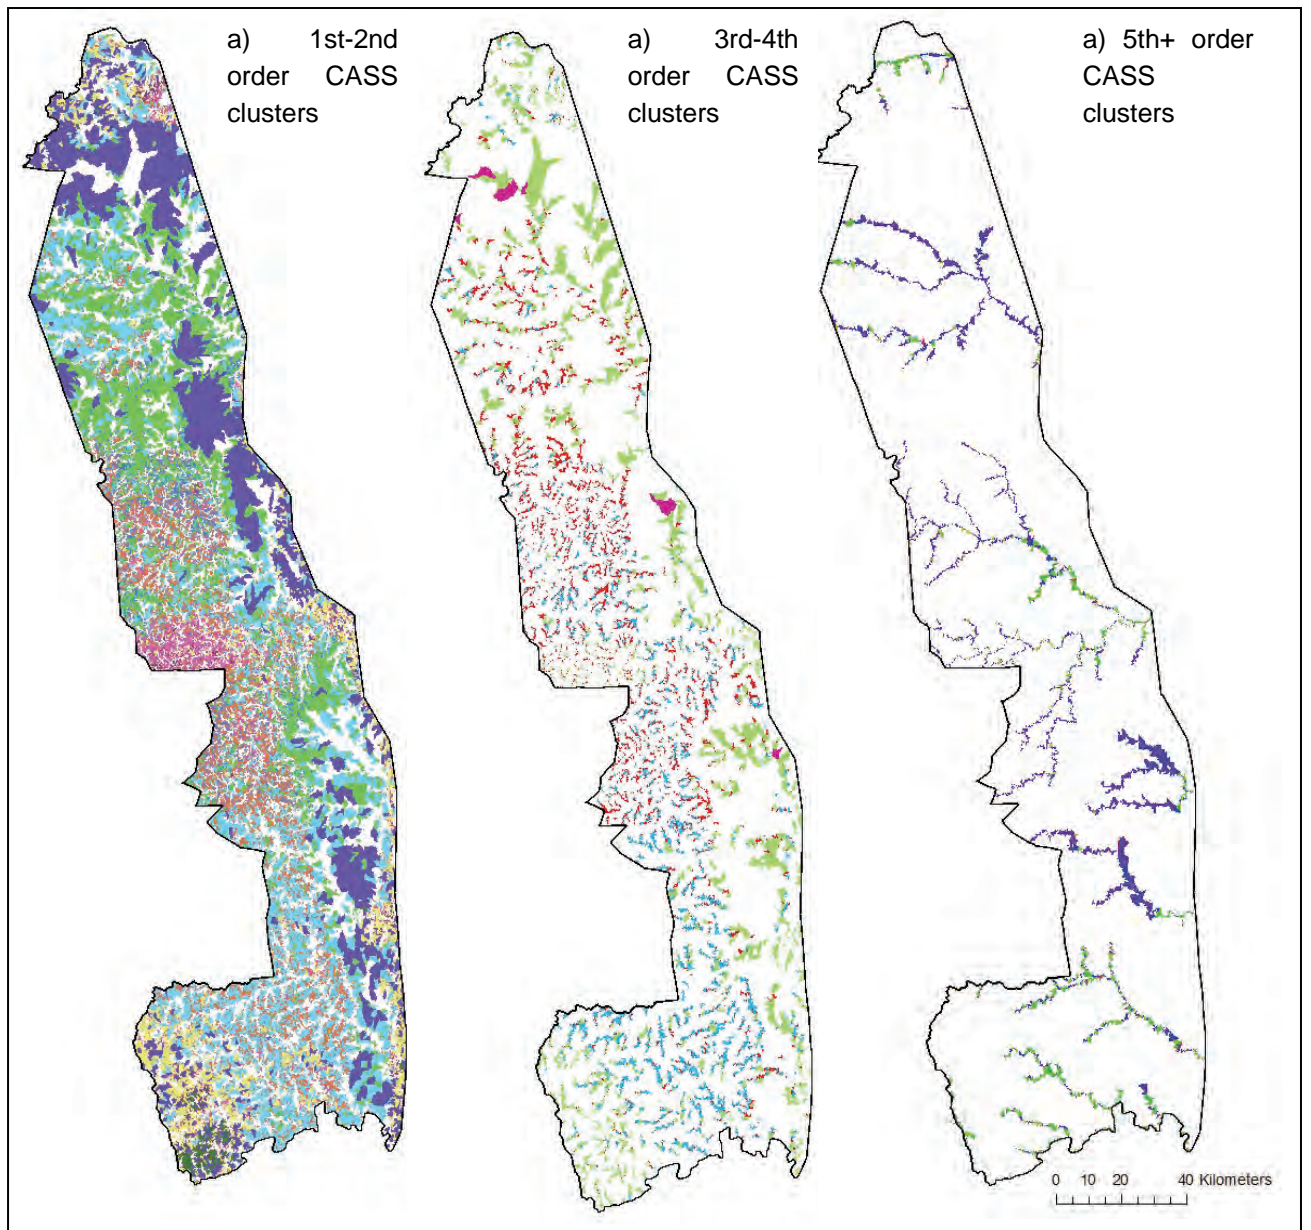 a) 1st-2nd
order CASS
clusters
a) 3rd-4th
order CASS
clusters
a) 5th+ order
CASS
clusters
0 10 20 40 Kilometers